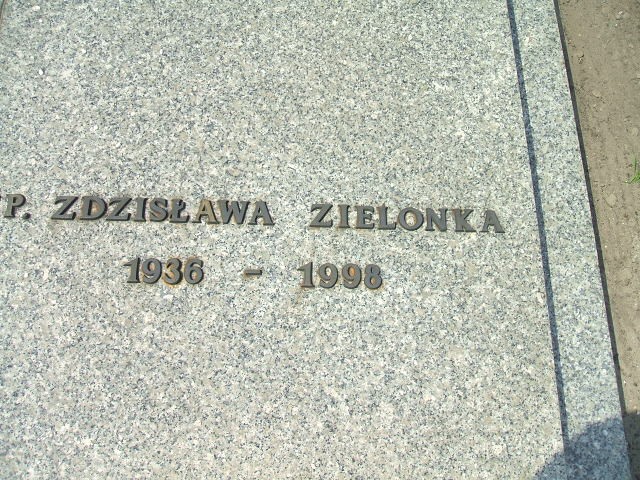 P. ZDZISŁAWA ZIELONKA
1936 - 1998